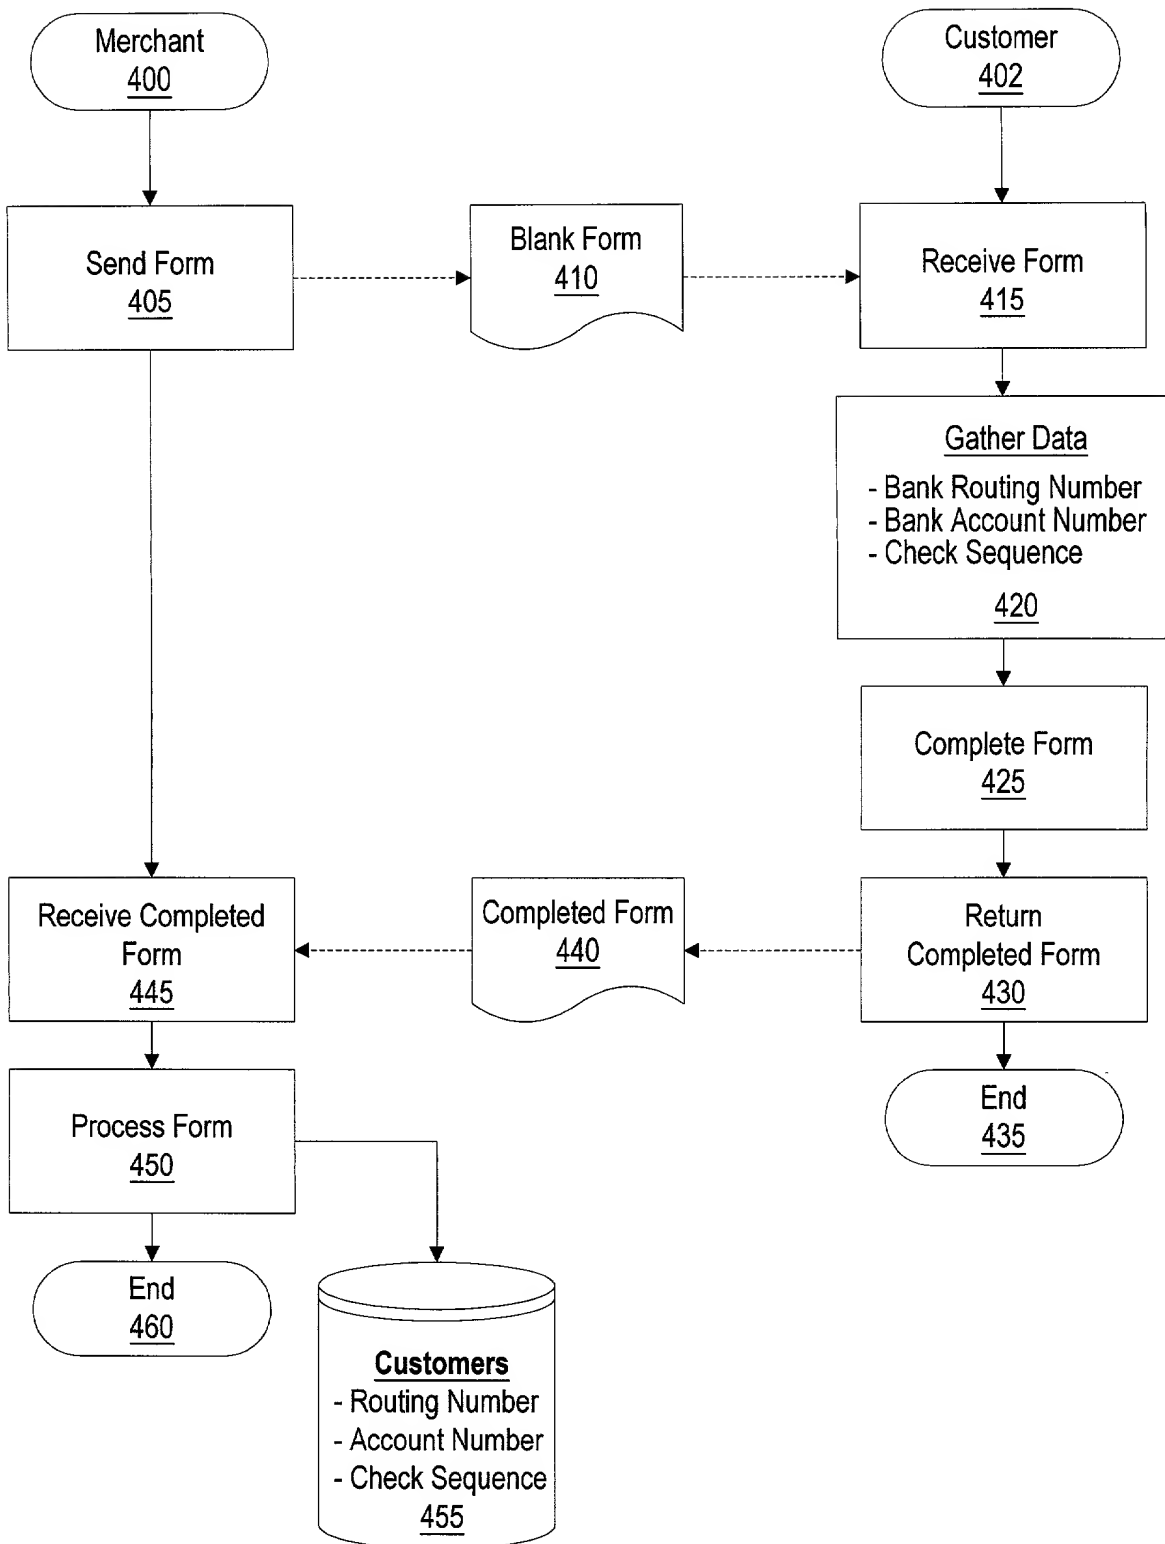 Merchant
400
Customer
402
Send Form
405
Blank Form
410
Receive Form
415
Gather Data
- Bank Routing Number
- Bank Account Number
- Check Sequence
420
Complete Form
425
Receive Completed
Form
445
Completed Form
440
Return
Completed Form
430
Process Form
450
End
435
End
460
Customers
- Routing Number
- Account Number
- Check Sequence
455